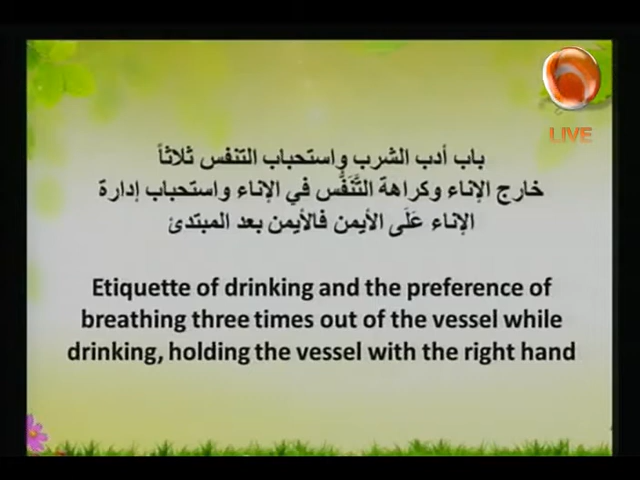 LIVE
باب أدب الشرب واستحباب التنفس ثلاثاً
خارج الإناء وكراهة التَّنَفُّس في الإناء واستحباب إدارة
الإناء عَلَى الأيمن فالأيمن بعد المبتدئ
Etiquette of drinking and the preference of
breathing three times out of the vessel while
drinking, holding the vessel with the right hand